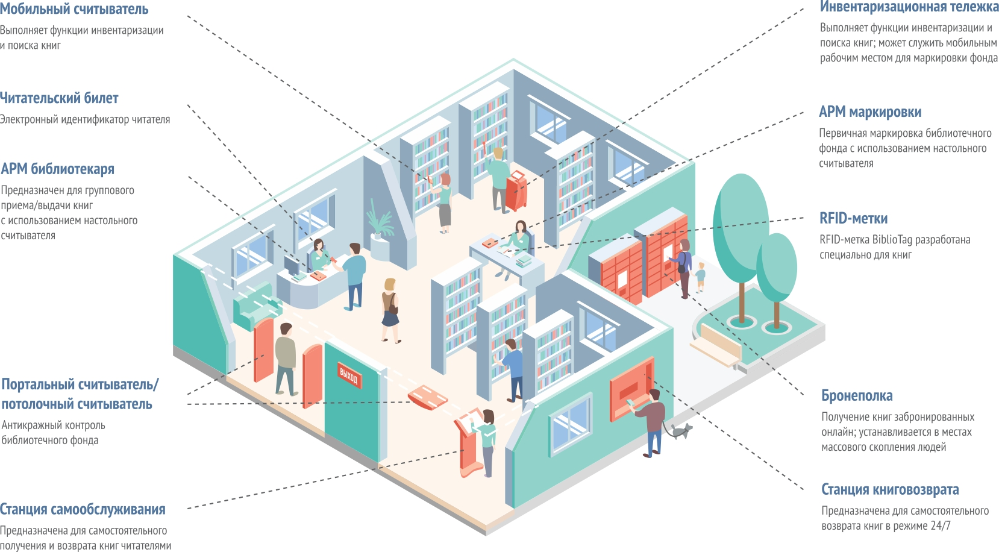 Мобильный считыватель
Выполняет функции инвентаризации
и поиска книг
Читательский билет
Электронный идентификатор читателя
АРМ библиотекаря
Предназначен для группового
приема/выдачи книг
с использованием настольного
считывателя
Портальный считыватель/
потолочный считыватель
Антикражный контроль
библиотечного фонда
Станция самообслуживания
Предназначена для самостоятельного
получения и возврата книг читателями
ВЫХОД
Инвентаризационная тележка
Выполняет функции инвентаризации и
поиска книг; может служить мобильным
рабочим местом для маркировки фонда
АРМ маркировки
Первичная маркировка библиотечного
фонда с использованием настольного
считывателя
RFID-метки
RFID-метка BiblioTag разработана
специально для книг
Бронеполка
Получение книг забронированных
онлайн; устанавливается в местах
массового скопления людей
Станция книговозврата
Предназначена для самостоятельного
возврата книг в режиме 24/7